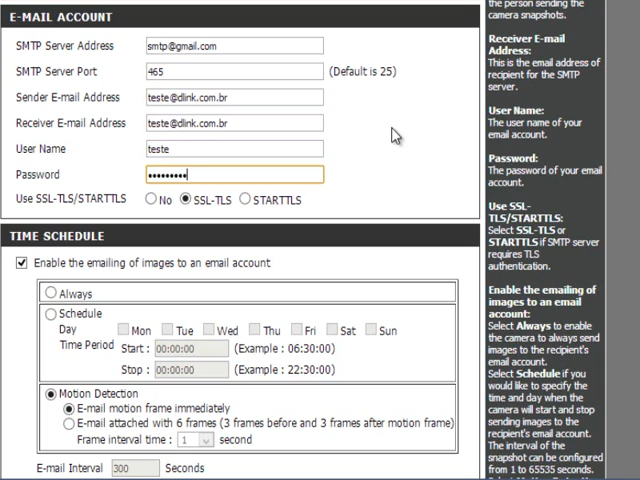 E-MAIL ACCOUNT
SMTP Server Address smtp@gmail.com
SMTP Server Port 465 (Default is 25)
Sender E-mail Address teste@dlink.com.br
Receiver E-mail Address teste@dlink.com.br
User Name teste
Password •••••••••
Use SSL-TLS/STARTTLS No SSL-TLS STARTTLS
TIME SCHEDULE
Enable the emailing of images to an email account
Always
Schedule
Day Mon Tue Wed Thu Fri Sat Sun
Time Period Start : 00:00:00 (Example : 06:30:00)
Stop : 00:00:00 (Example : 22:30:00)
Motion Detection
E-mail motion frame immediately
E-mail attached with 6 frames (3 frames before and 3 frames after motion frame)
Frame interval time : 1 second
E-mail Interval 300 Seconds
the person sending the
camera snapshots.
Receiver E-mail
Address:
This is the email address of
recipient for the SMTP
server.
User Name:
The user name of your
email account.
Password:
The password of your email
account.
Use SSL-
TLS/STARTTLS:
Select SSL-TLS or
STARTTLS if SMTP server
requires TLS
authentication.
Enable the emailing of
images to an email
account:
Select Always to enable
the camera to always send
images to the recipient's
email account.
Select Schedule if you
would like to specify the
time and day when the
camera will start and stop
sending images to the
recipient's email account.
The interval of the
snapshot can be configured
from 1 to 65535 seconds.